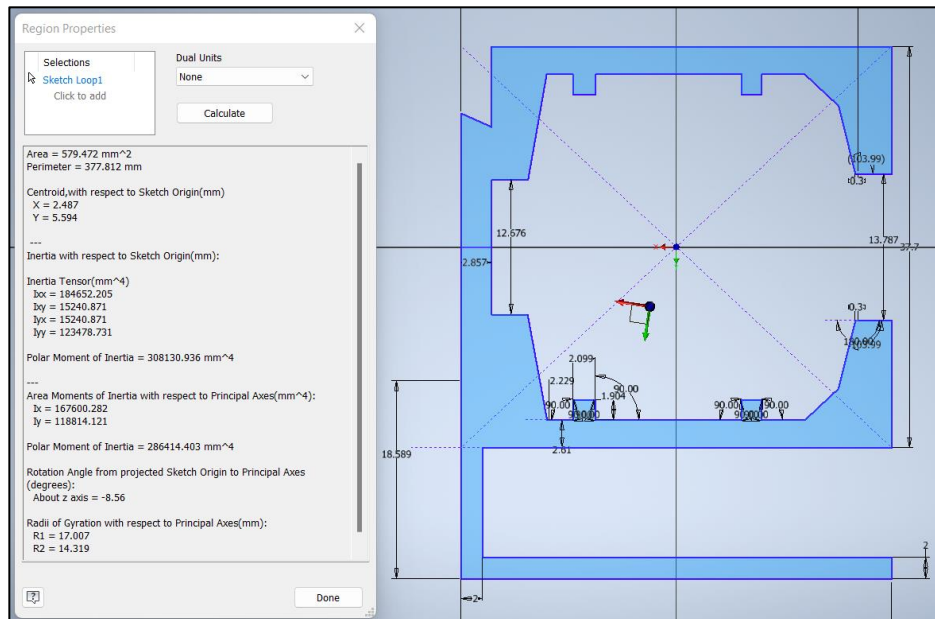 Region Properties
Selections
Sketch Loop1
Click to add
Dual Units
None
Calculate
Area = 579.472 mm^2
Perimeter = 377.812 mm
Centroid,with respect to Sketch Origin(mm)
X = 2.487
Y = 5.594
---
Inertia with respect to Sketch Origin(mm):
Inertia Tensor(mm^4)
Ixx = 184652.205
Ixy = 15240.871
Iyx = 15240.871
Iyy = 123478.731
Polar Moment of Inertia = 308130.936 mm^4
---
Area Moments of Inertia with respect to Principal Axes(mm^4):
Ix = 167600.282
Iy = 118814.121
Polar Moment of Inertia = 286414.403 mm^4
Rotation Angle from projected Sketch Origin to Principal Axes
(degrees):
About z axis = -8.56
Radii of Gyration with respect to Principal Axes(mm):
R1 = 17.007
R2 = 14.319
Done
(103.99)
0.3
12.676
13.787
37.7
2.857
0.3
103.99
2.099
2.229
90.00
1.904
90.00
90.00
90.00
2.61
18.589
2
2